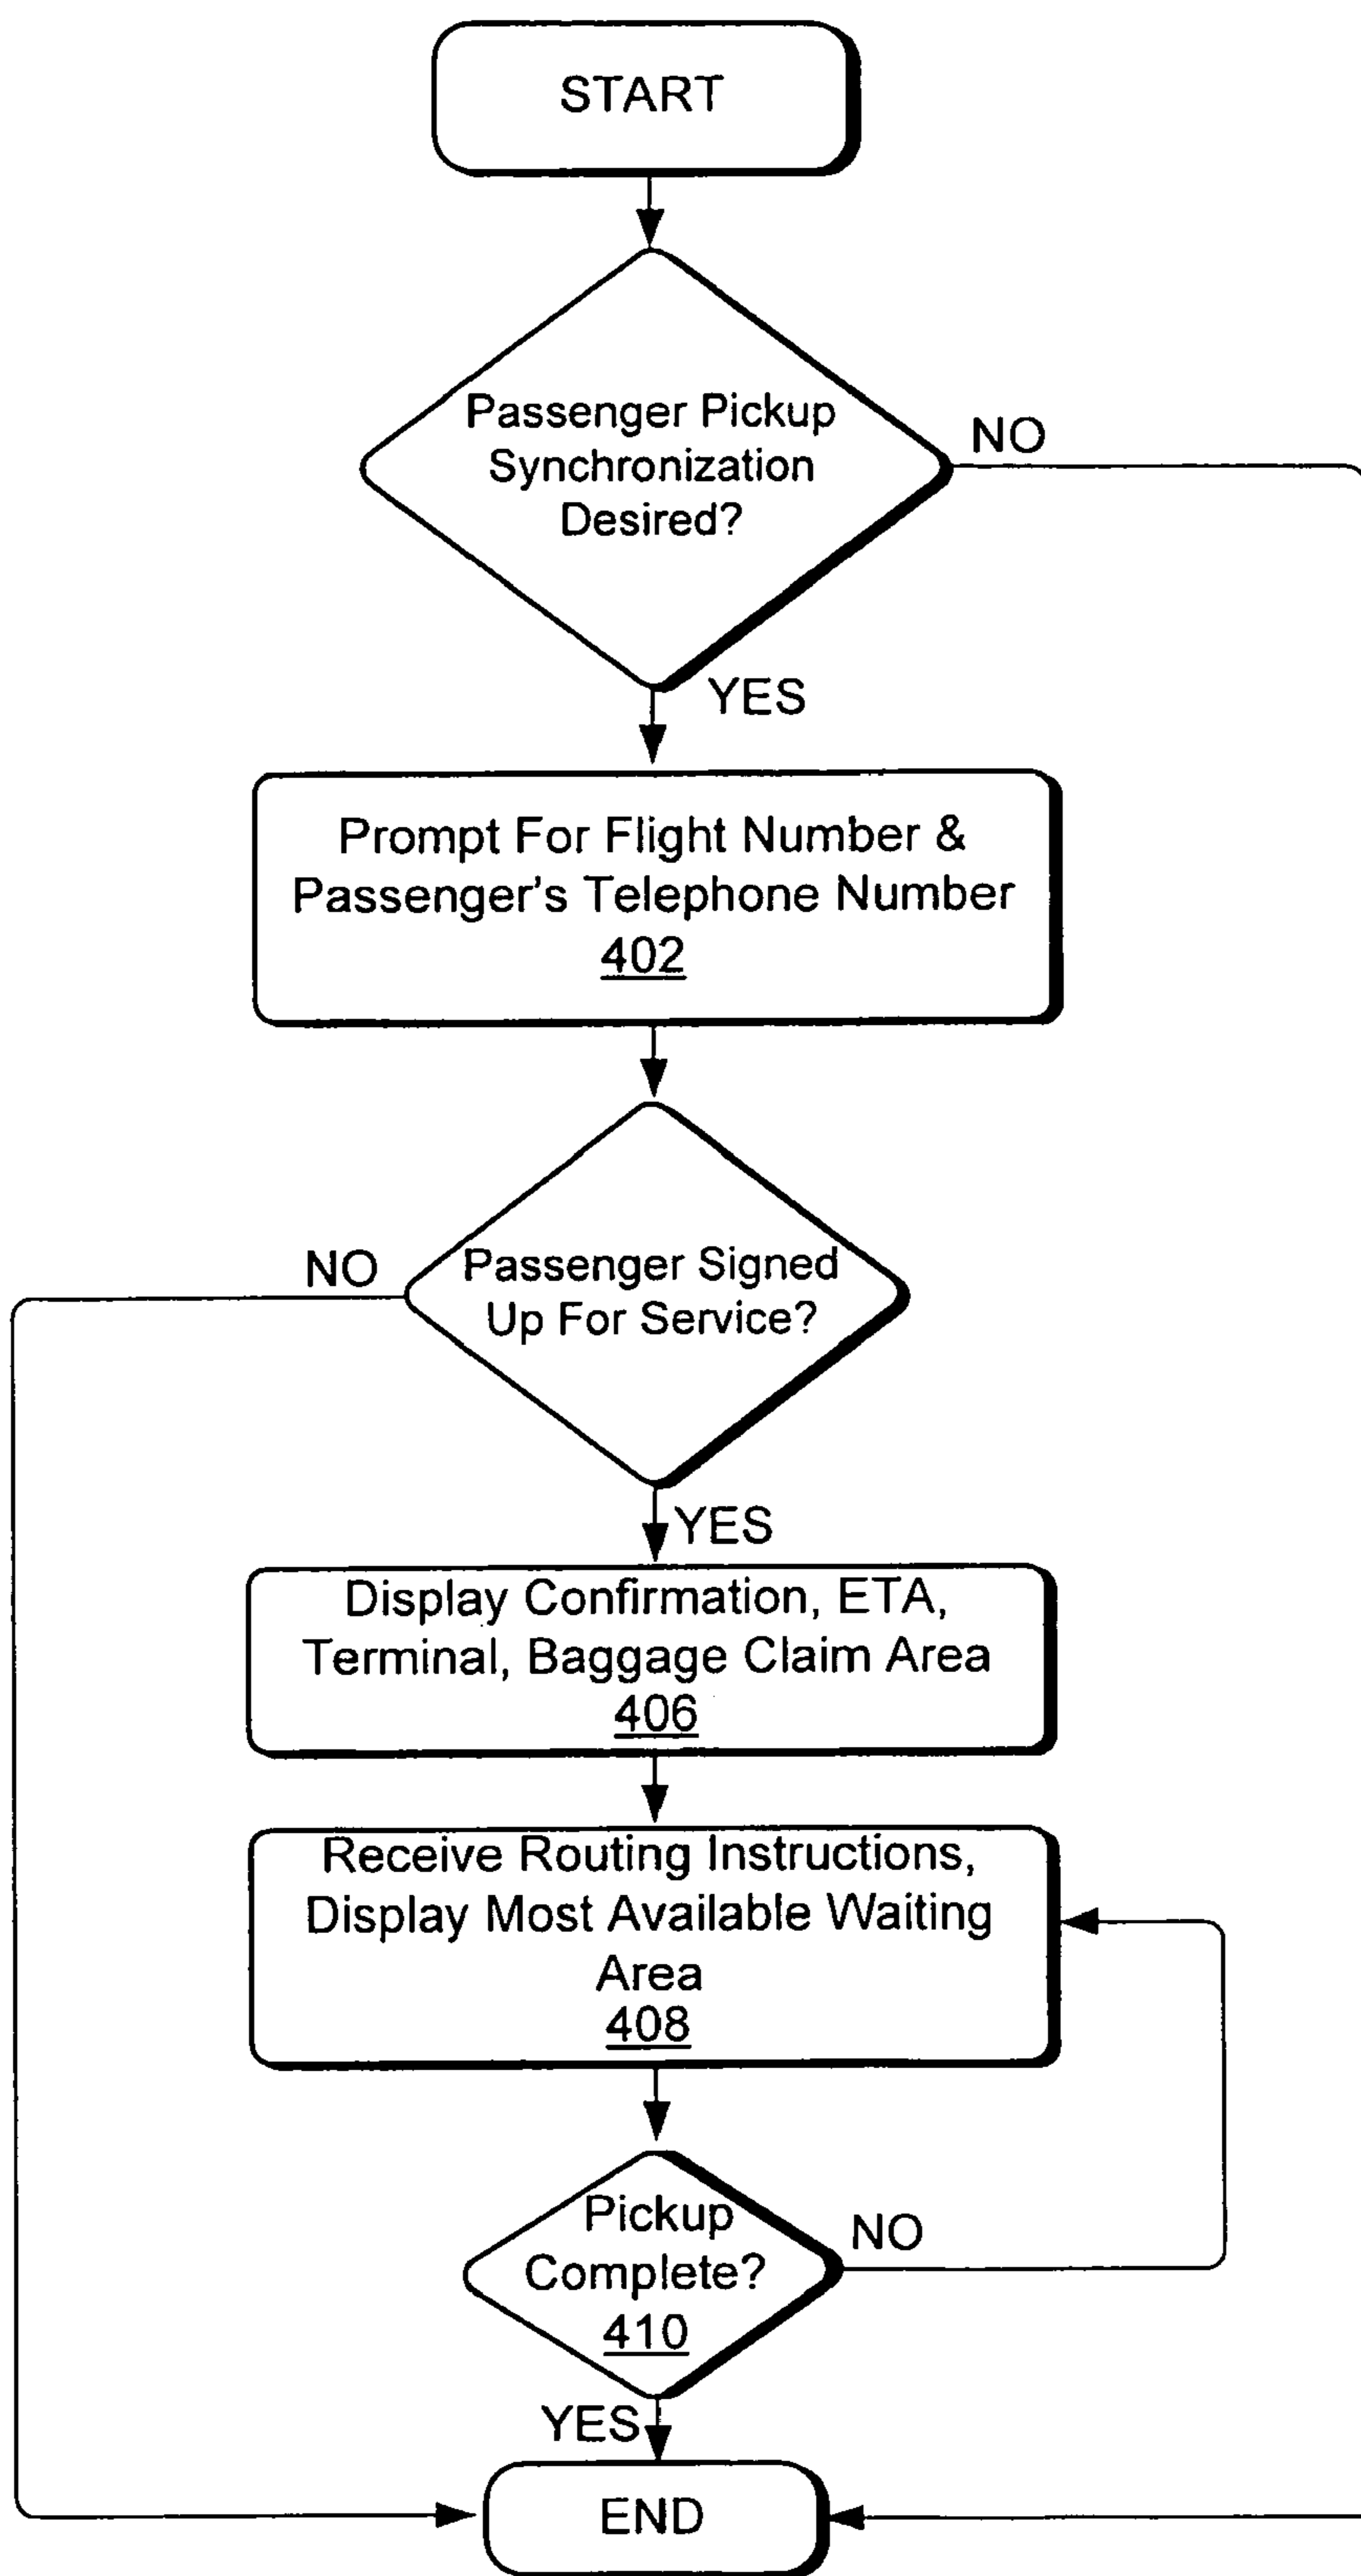 START
Passenger Pickup
Synchronization
Desired?
NO
YES
Prompt For Flight Number &
Passenger's Telephone Number
402
NO
Passenger Signed
Up For Service?
YES
Display Confirmation, ETA,
Terminal, Baggage Claim Area
406
Receive Routing Instructions,
Display Most Available Waiting
Area
408
Pickup
Complete?
410
NO
YES
END